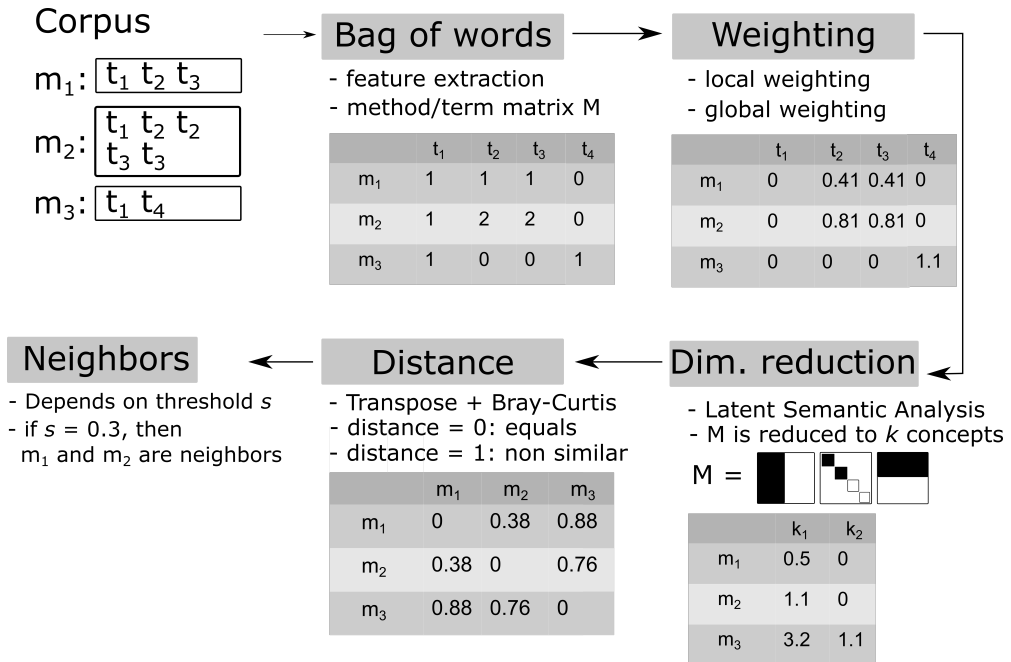 Corpus
m1: t1 t2 t3
m2: t1 t2 t2
t3 t3
m3: t1 t4
Bag of words
- feature extraction
- method/term matrix M
t1 t2 t3 t4
m1 1 1 1 0
m2 1 2 2 0
m3 1 0 0 1
Weighting
- local weighting
- global weighting
t1 t2 t3 t4
m1 0 0.41 0.41 0
m2 0 0.81 0.81 0
m3 0 0 0 1.1
Dim. reduction
- Latent Semantic Analysis
- M is reduced to k concepts
M =
k1 k2
m1 0.5 0
m2 1.1 0
m3 3.2 1.1
Distance
- Transpose + Bray-Curtis
- distance = 0: equals
- distance = 1: non similar
m1 m2 m3
m1 0 0.38 0.88
m2 0.38 0 0.76
m3 0.88 0.76 0
Neighbors
- Depends on threshold s
- if s = 0.3, then
m1 and m2 are neighbors